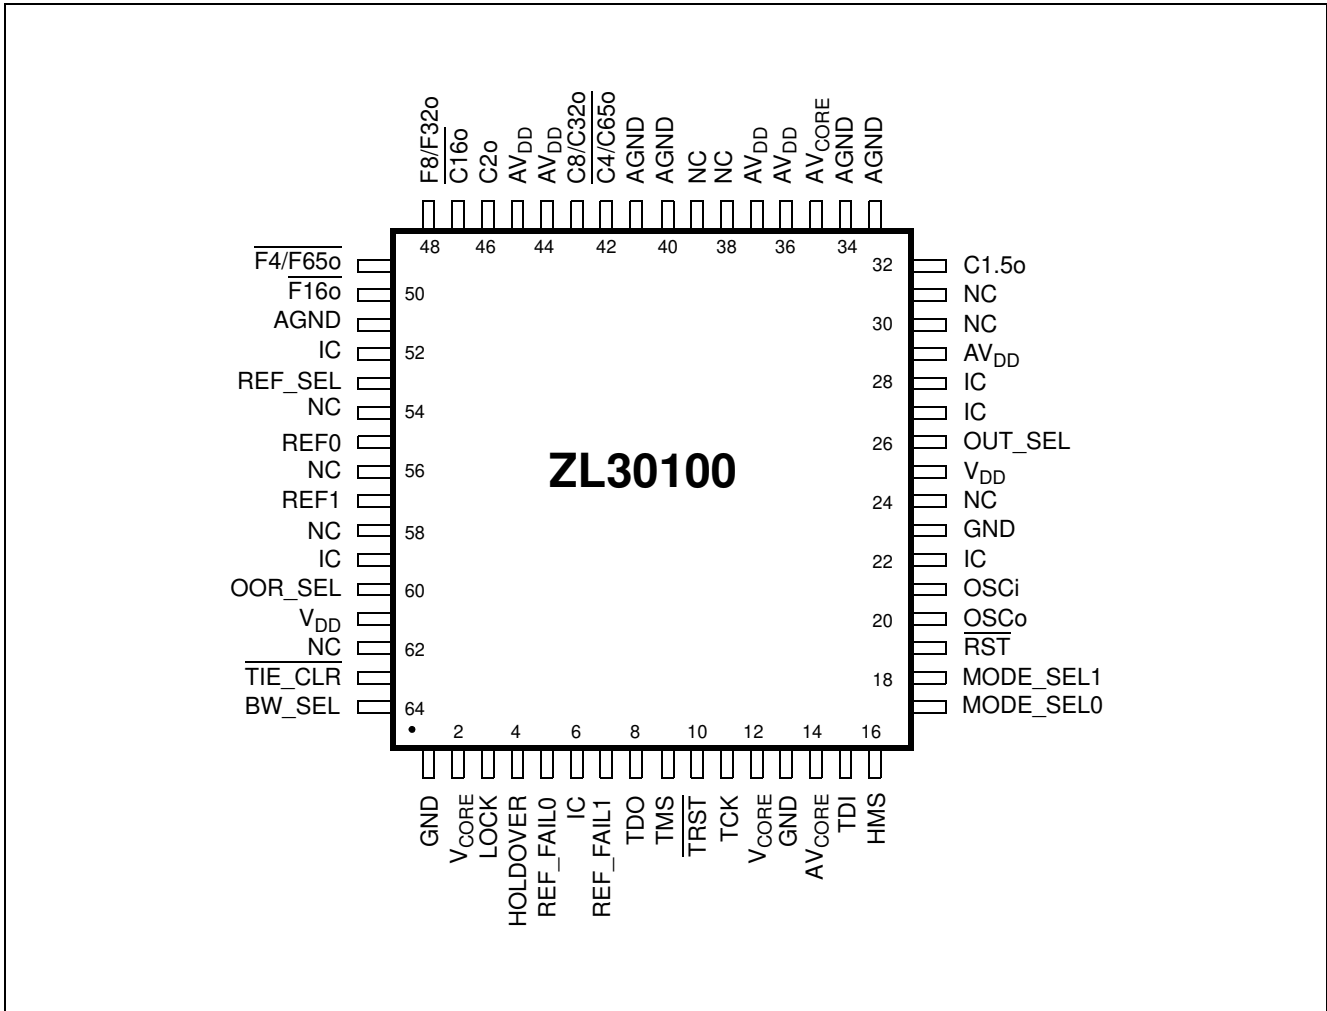 F8/F32o
C16o
C2o
AVDD
AVDD
C8/C32o
C4/C65o
AGND
AGND
NC
NC
AVDD
AVDD
AVCORE
AGND
AGND
48 46 44 42 40 38 36 34
F4/F65o
F16o 50
AGND
IC 52
REF_SEL
NC 54
REF0
NC 56
REF1
NC 58
IC
OOR_SEL 60
VDD
NC 62
TIE_CLR
BW_SEL 64
ZL30100
32 C1.5o
NC
30 NC
AVDD
28 IC
IC
26 OUT_SEL
VDD
24 NC
GND
22 IC
OSCi
20 OSCo
RST
18 MODE_SEL1
MODE_SEL0
2 4 6 8 10 12 14 16
GND
VCORE
LOCK
HOLDOVER
REF_FAIL0
IC
REF_FAIL1
TDO
TMS
TRST
TCK
VCORE
GND
AVCORE
TDI
HMS